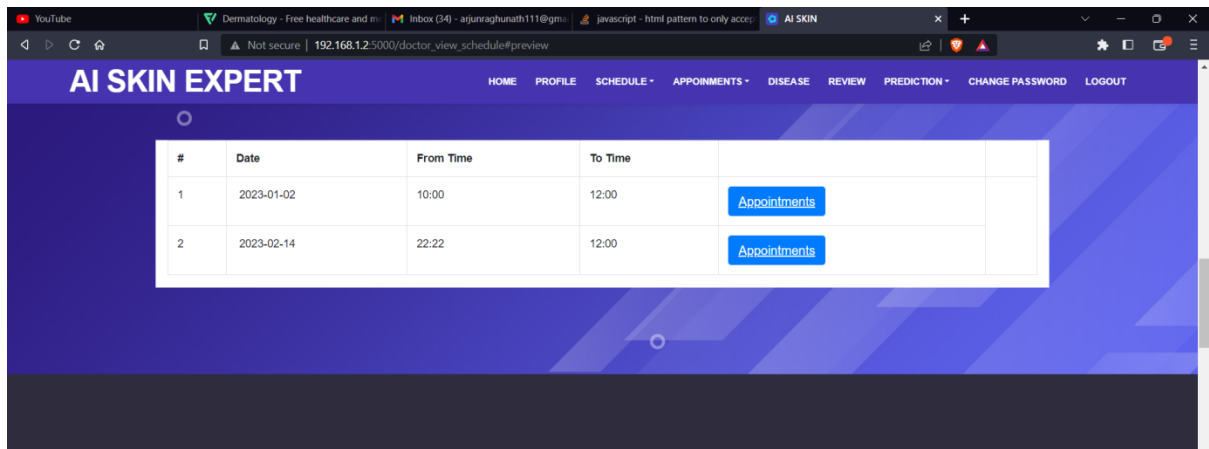 YouTube
Dermatology - Free healthcare and me
Inbox (34) - arjunraghunath111@gma
javascript - html pattern to only accep
AI SKIN
Not secure | 192.168.1.2:5000/doctor_view_schedule#preview
AI SKIN EXPERT
HOME PROFILE SCHEDULE APPOINMENTS DISEASE REVIEW PREDICTION CHANGE PASSWORD LOGOUT
# Date From Time To Time
1 2023-01-02 10:00 12:00 Appointments
2 2023-02-14 22:22 12:00 Appointments